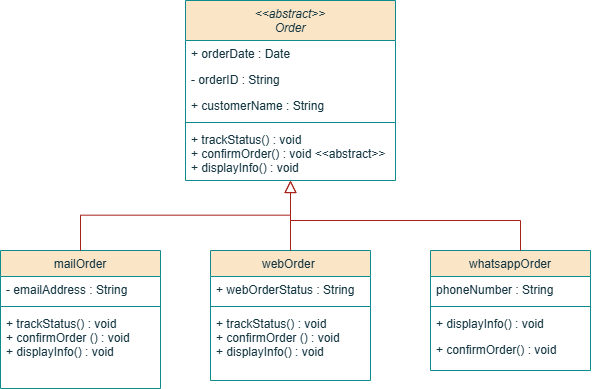 <<abstract>>
Order
+ orderDate : Date
- orderID : String
+ customerName : String
+ trackStatus() : void
+ confirmOrder() : void <<abstract>>
+ displayInfo() : void
mailOrder
- emailAddress : String
+ trackStatus() : void
+ confirmOrder () : void
+ displayInfo() : void
webOrder
+ webOrderStatus : String
+ trackStatus() : void
+ confirmOrder () : void
+ displayInfo() : void
whatsappOrder
phoneNumber : String
+ displayInfo() : void
+ confirmOrder() : void